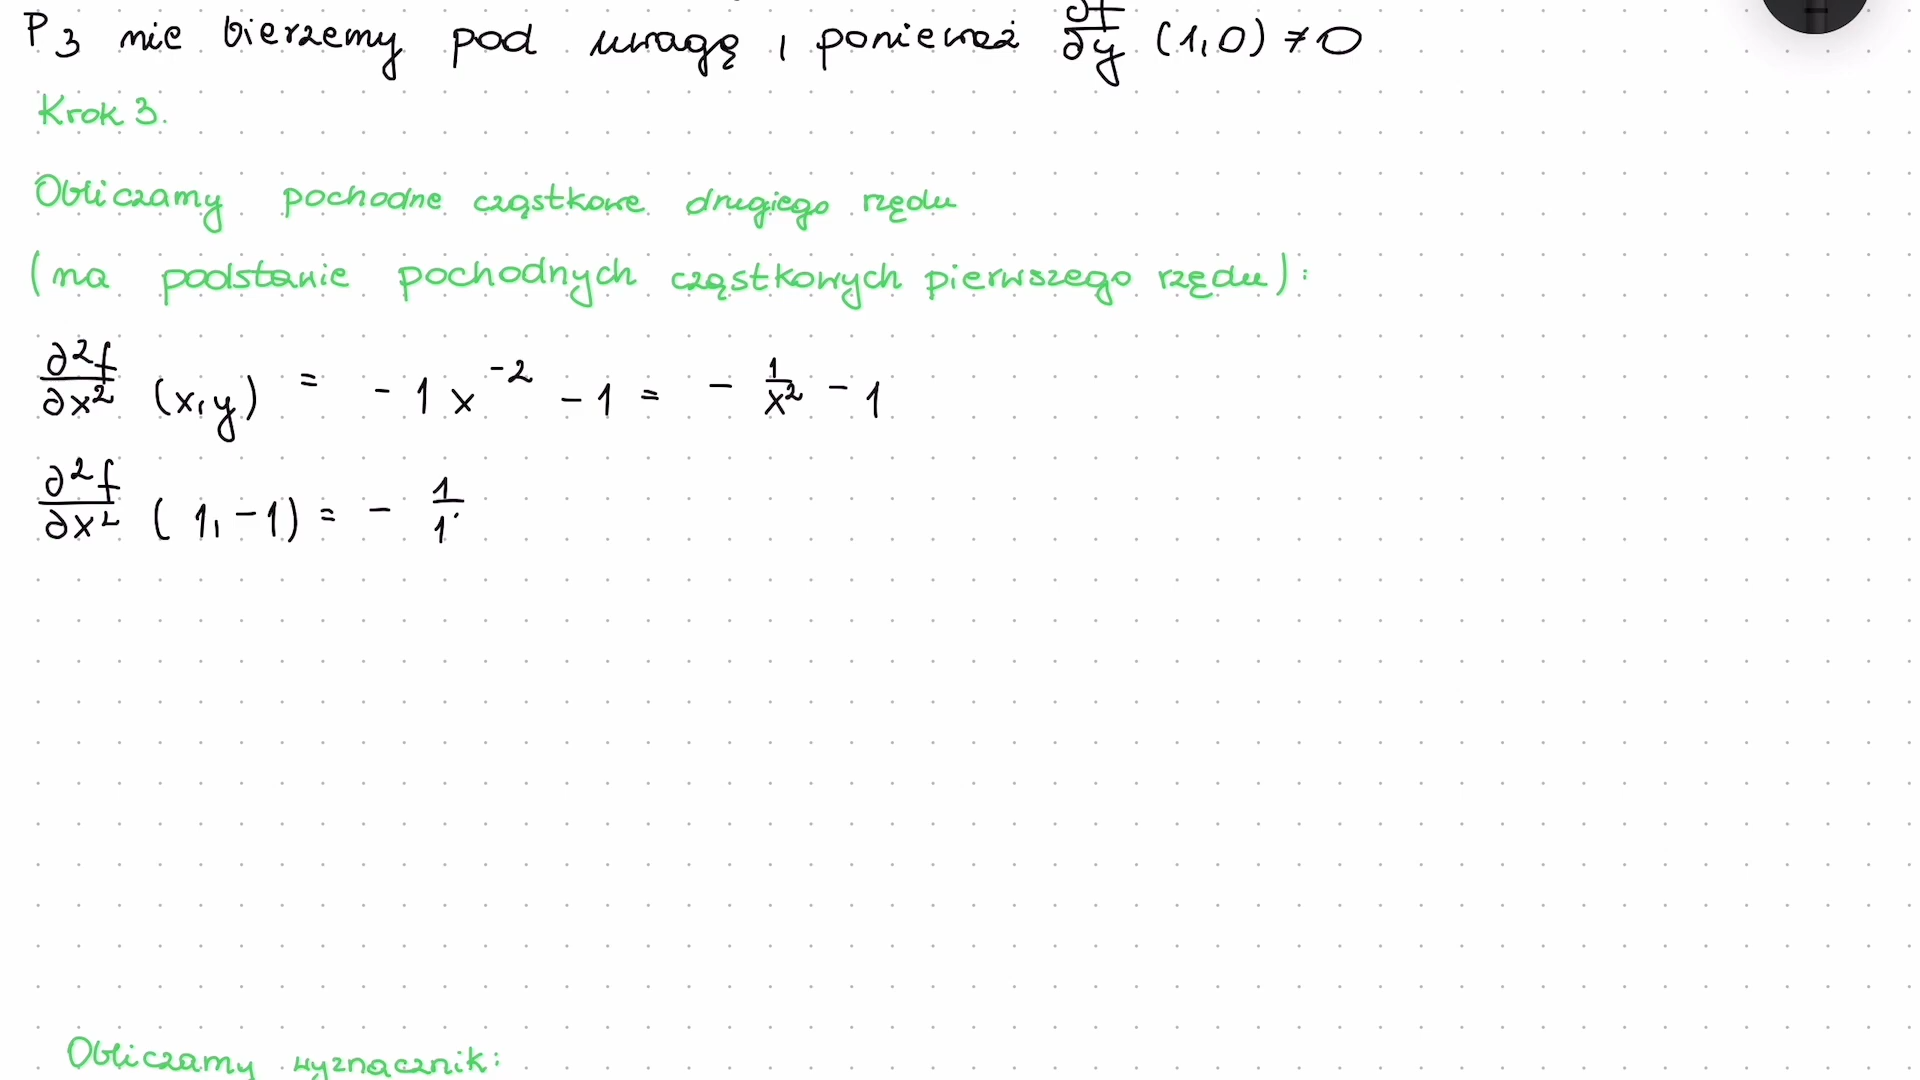 P3 nie bierzemy pod uwagę, ponieważ ∂f/∂y (1,0) ≠ 0
Krok 3.
Obliczamy pochodne cząstkowe drugiego rzędu
(na podstawie pochodnych cząstkowych pierwszego rzędu):
∂²f/∂x² (x,y) = -1x⁻² - 1 = - 1/x² - 1
∂²f/∂x² (1,-1) = - 1/1
Obliczamy wyznacznik: